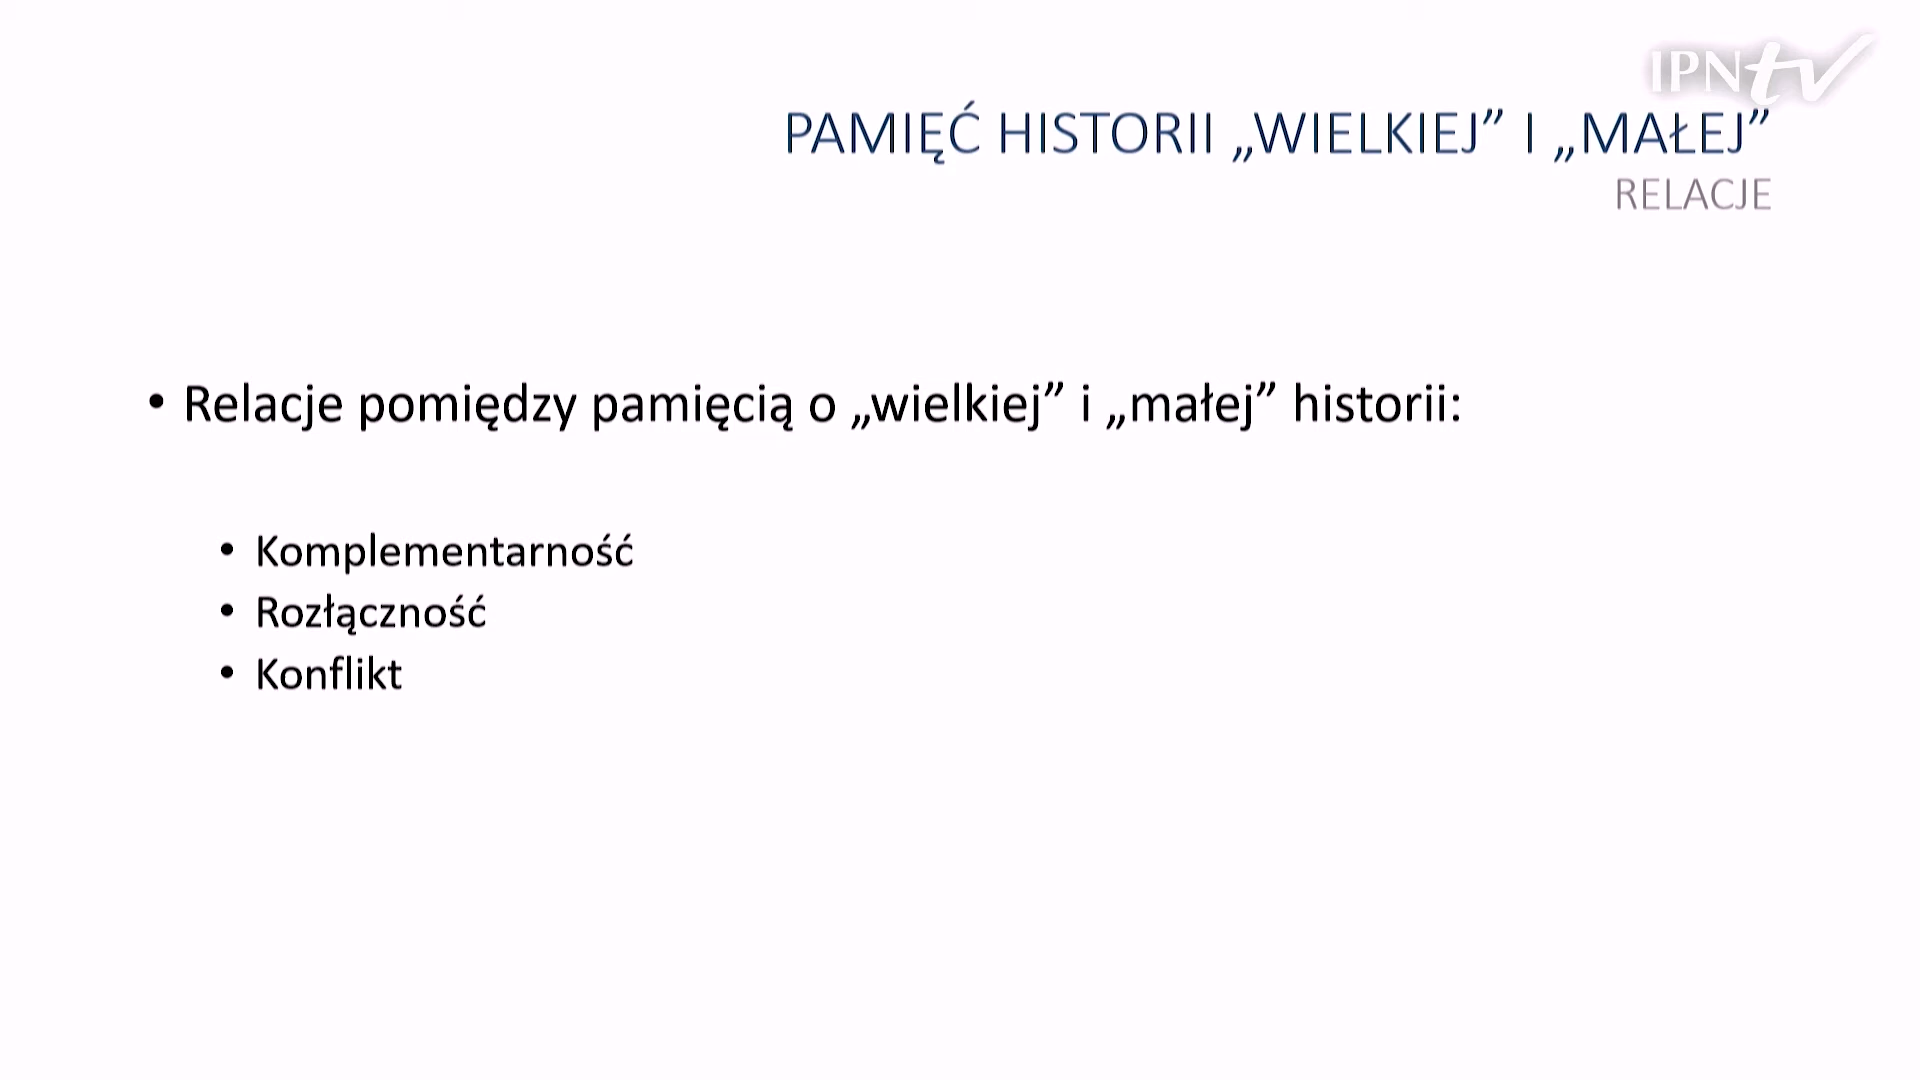 IPNtv
PAMIĘĆ HISTORII „WIELKIEJ” I „MAŁEJ”
RELACJE
• Relacje pomiędzy pamięcią o „wielkiej” i „małej” historii:
• Komplementarność
• Rozłączność
• Konflikt